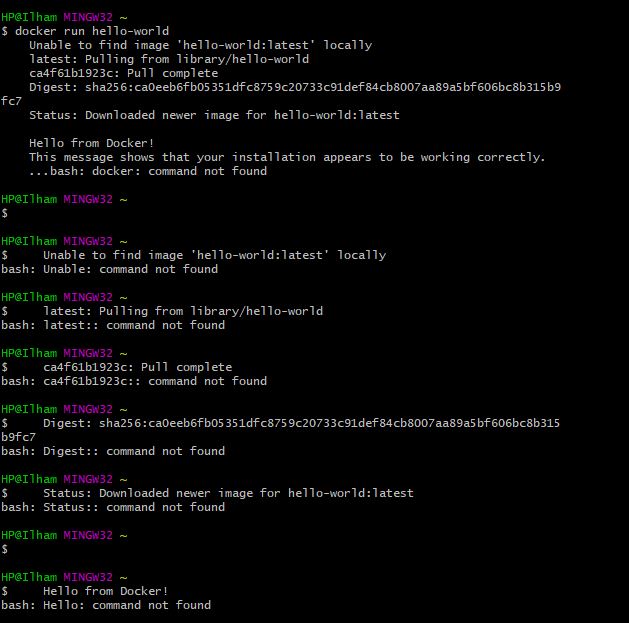 HP@Ilham MINGW32 ~
$ docker run hello-world
    Unable to find image 'hello-world:latest' locally
    latest: Pulling from library/hello-world
    ca4f61b1923c: Pull complete
    Digest: sha256:ca0eeb6fb05351dfc8759c20733c91def84cb8007aa89a5bf606bc8b315b9
fc7
    Status: Downloaded newer image for hello-world:latest

    Hello from Docker!
    This message shows that your installation appears to be working correctly.
    ...bash: docker: command not found

HP@Ilham MINGW32 ~
$

HP@Ilham MINGW32 ~
$     Unable to find image 'hello-world:latest' locally
bash: Unable: command not found

HP@Ilham MINGW32 ~
$     latest: Pulling from library/hello-world
bash: latest:: command not found

HP@Ilham MINGW32 ~
$     ca4f61b1923c: Pull complete
bash: ca4f61b1923c:: command not found

HP@Ilham MINGW32 ~
$     Digest: sha256:ca0eeb6fb05351dfc8759c20733c91def84cb8007aa89a5bf606bc8b315
b9fc7
bash: Digest:: command not found

HP@Ilham MINGW32 ~
$     Status: Downloaded newer image for hello-world:latest
bash: Status:: command not found

HP@Ilham MINGW32 ~
$

HP@Ilham MINGW32 ~
$     Hello from Docker!
bash: Hello: command not found